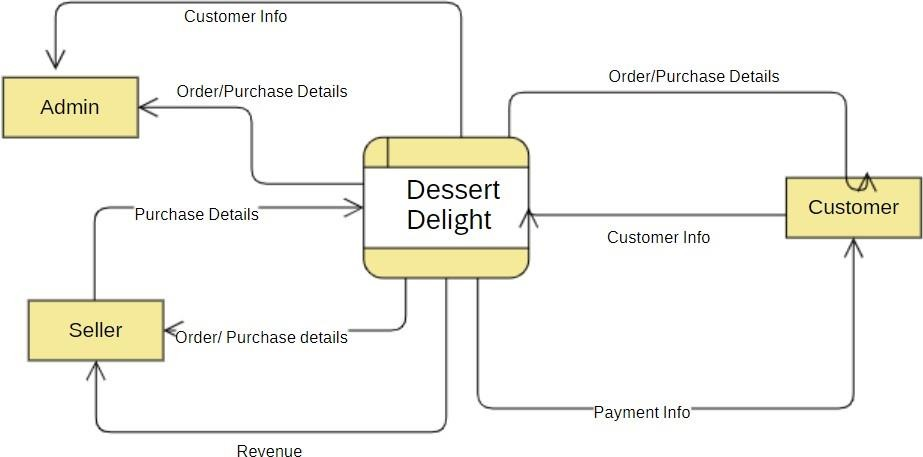 Customer Info
Order/Purchase Details
Order/Purchase Details
Admin
Dessert
Delight
Customer
Purchase Details
Customer Info
Seller
Order/ Purchase details
Payment Info
Revenue